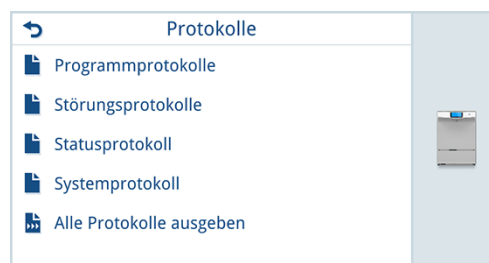 Protokolle
Programmprotokolle
Störungsprotokolle
Statusprotokoll
Systemprotokoll
Alle Protokolle ausgeben